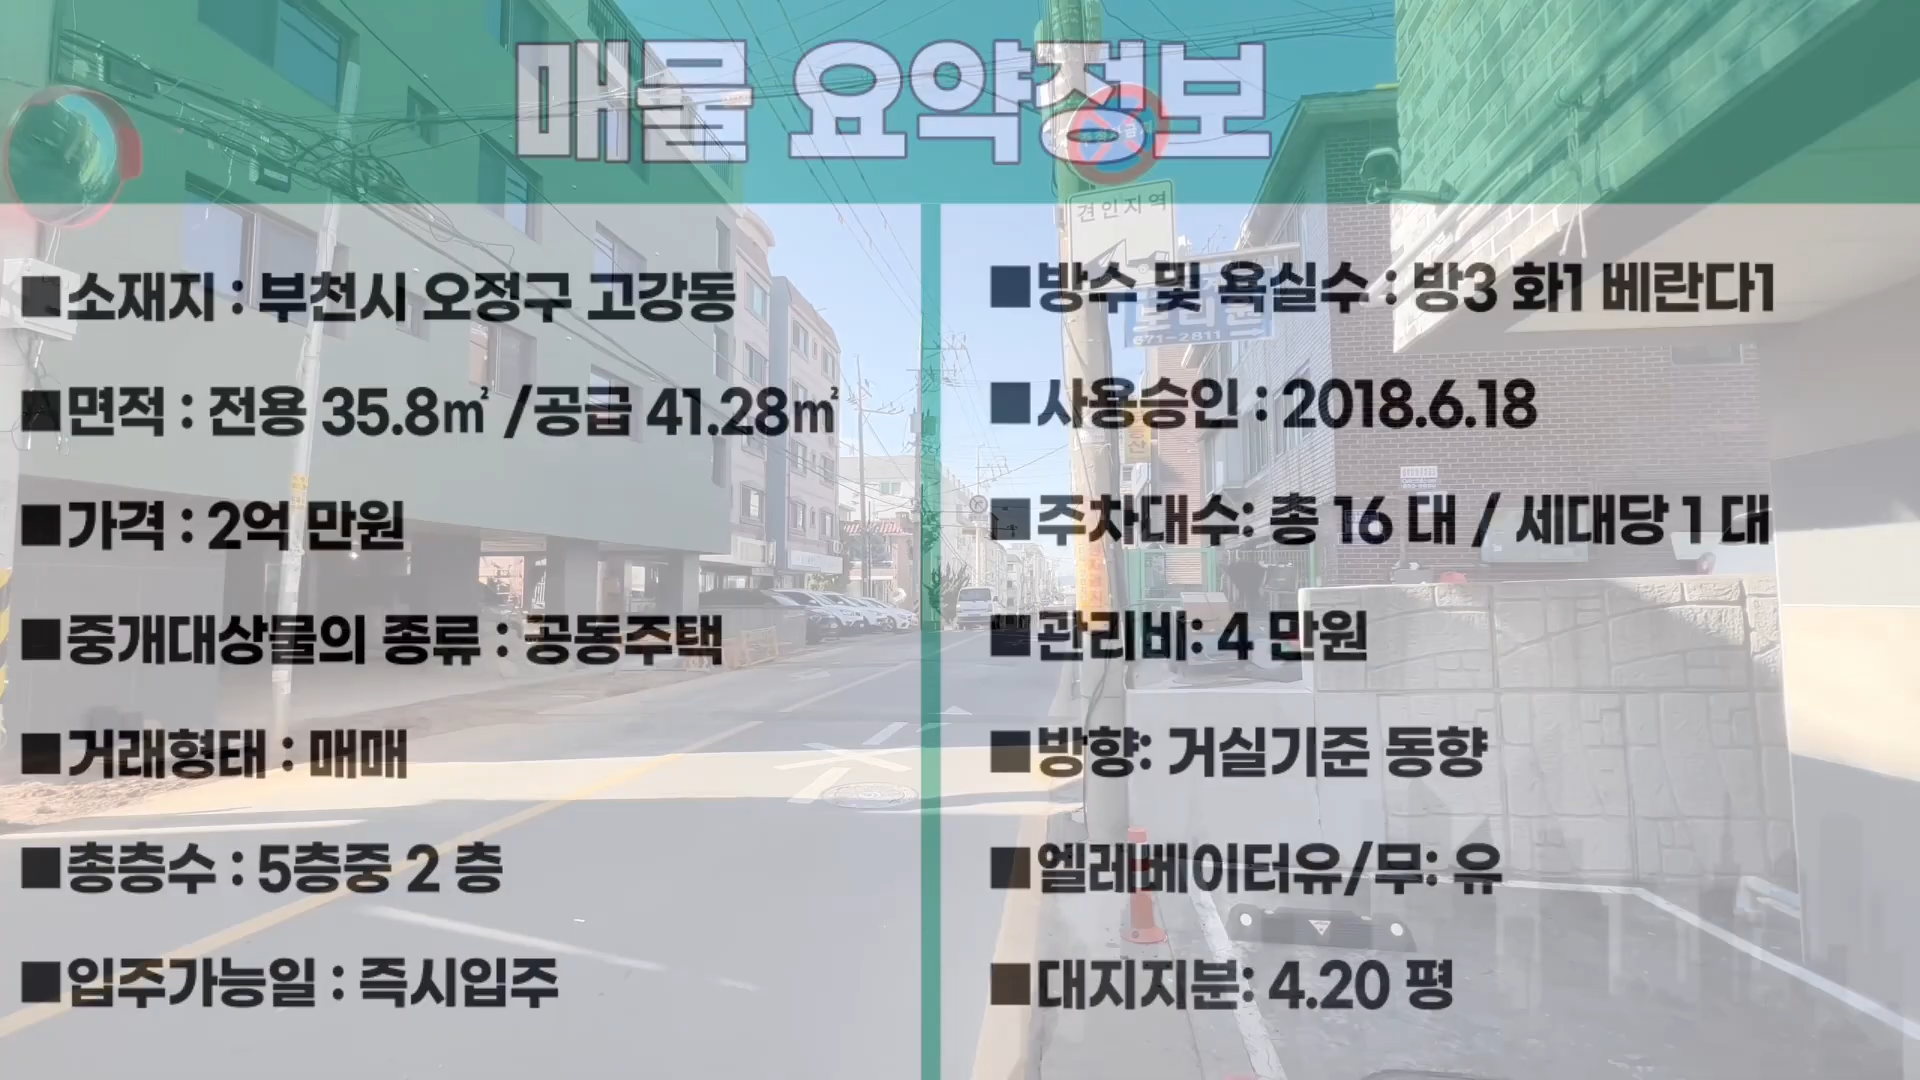 매물 요약정보
■소재지 : 부천시 오정구 고강동
■면적 : 전용 35.8㎡ /공급 41.28㎡
■가격 : 2억 만원
■중개대상물의 종류 : 공동주택
■거래형태 : 매매
■총층수 : 5층중 2 층
■입주가능일 : 즉시입주
■방수 및 욕실수 : 방3 화1 베란다1
■사용승인 : 2018.6.18
■주차대수: 총 16 대 / 세대당 1 대
■관리비: 4 만원
■방향: 거실기준 동향
■엘레베이터유/무: 유
■대지지분: 4.20 평
견인지역
671-2811